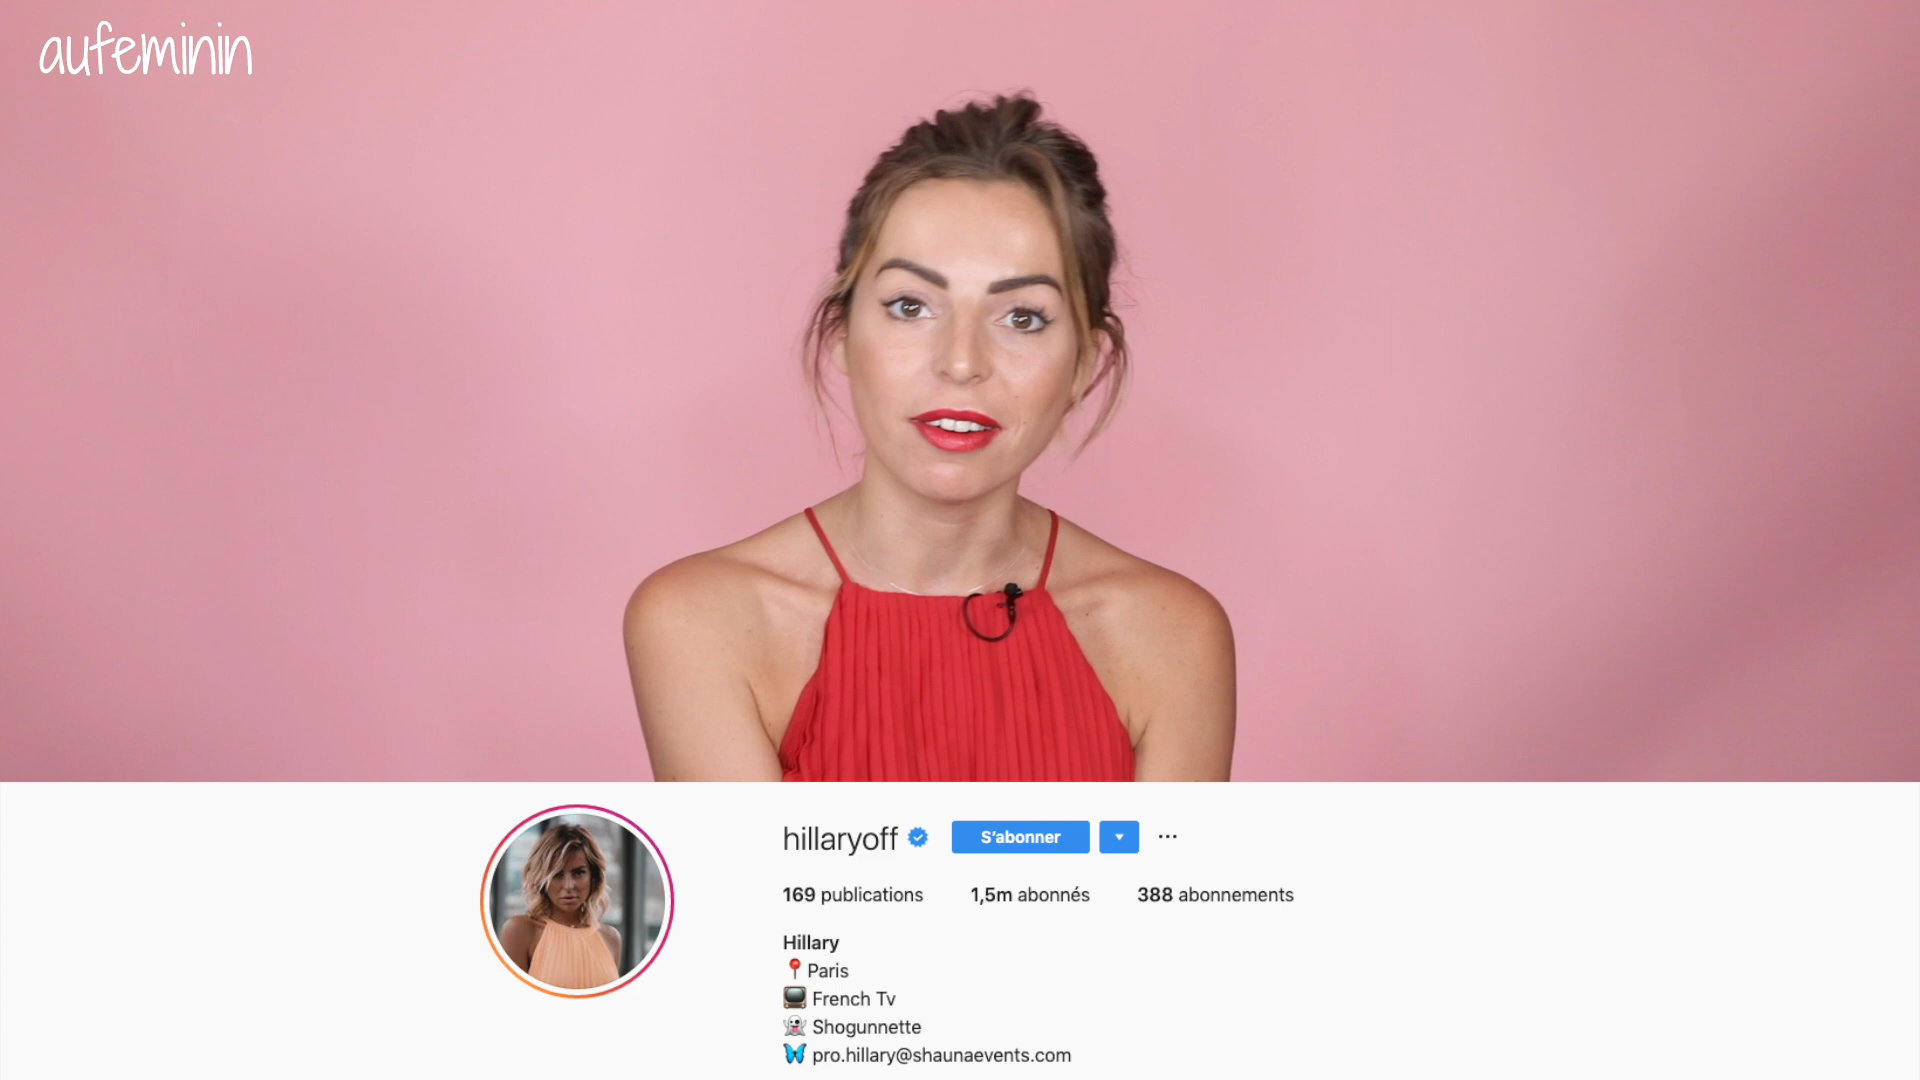 aufeminin
hillaryoff S'abonner ...
169 publications 1,5m abonnés 388 abonnements
Hillary
📍Paris
📺 French Tv
👻 Shogunnette
🦋 pro.hillary@shaunaevents.com